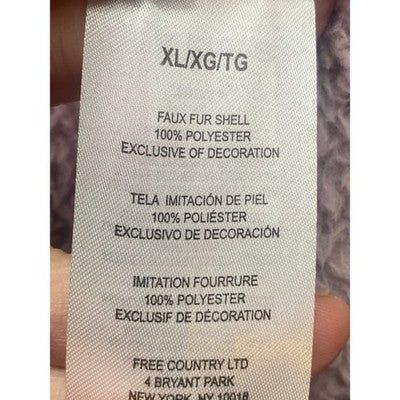 XL/XG/TG
FAUX FUR SHELL
100% POLYESTER
EXCLUSIVE OF DECORATION
TELA IMITACIÓN DE PIEL
100% POLIÉSTER
EXCLUSIVO DE DECORACIÓN
IMITATION FOURRURE
100% POLYESTER
EXCLUSIF DE DÉCORATION
FREE COUNTRY LTD
4 BRYANT PARK
NEW YORK, NY 10018